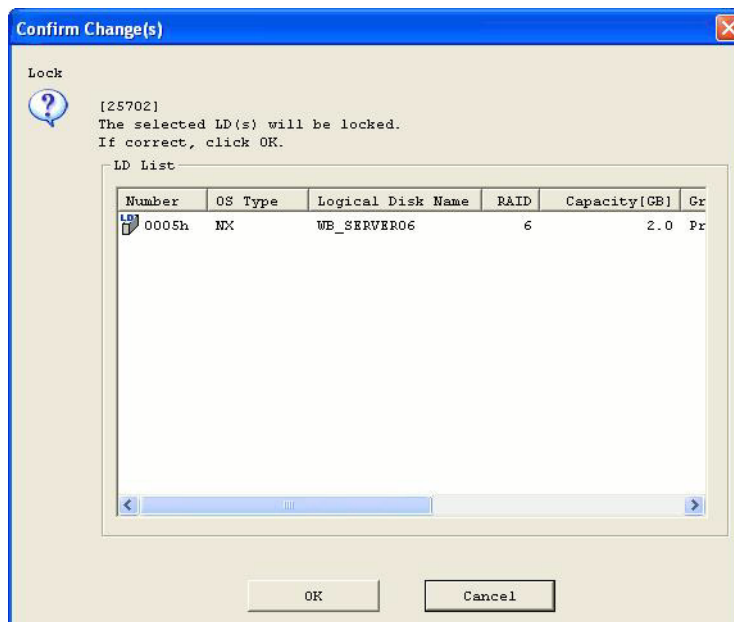 Confirm Change(s)
Lock
[25702]
The selected LD(s) will be locked.
If correct, click OK.
LD List
Number OS Type Logical Disk Name RAID Capacity[GB] Gr
0005h NX WB_SERVER06 6 2.0 Pr
OK Cancel